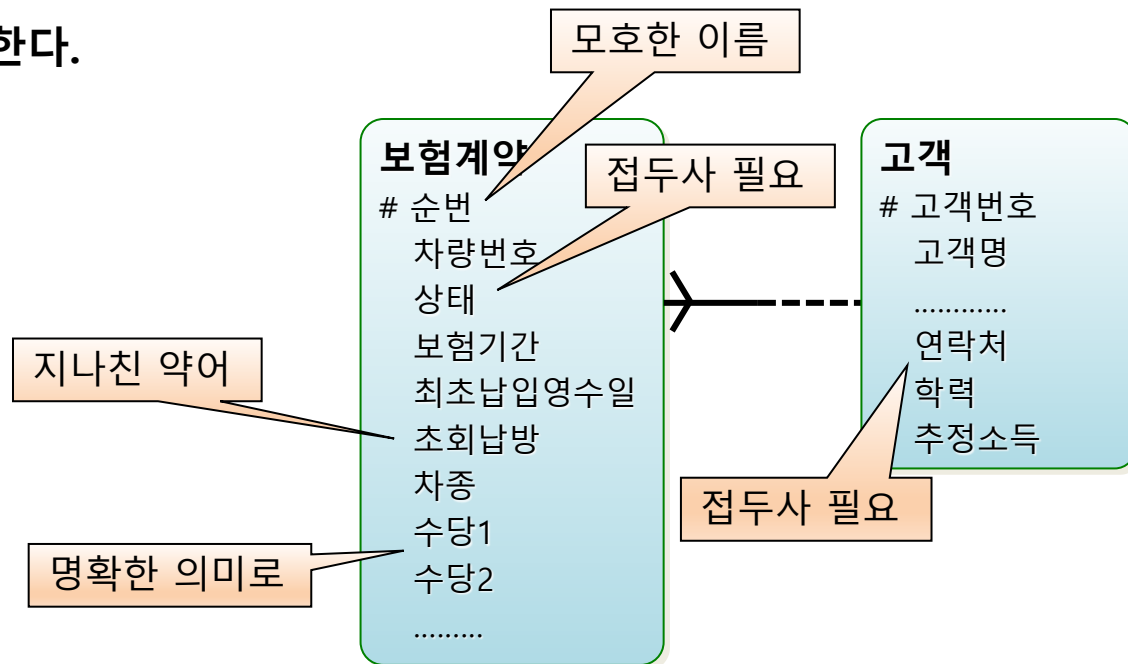 한다.
모호한 이름
보험계약
# 순번
차량번호
상태
보험기간
최초납입영수일
초회납방
차종
수당1
수당2
.........
접두사 필요
지나친 약어
명확한 의미로
고객
# 고객번호
고객명
............
연락처
학력
추정소득
접두사 필요